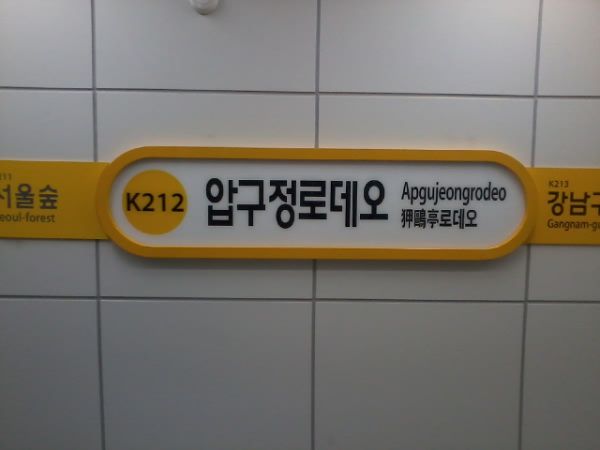 서울숲
K212
압구정로데오
Apgujeongrodeo
狎鷗亭로데오
K213
강남구